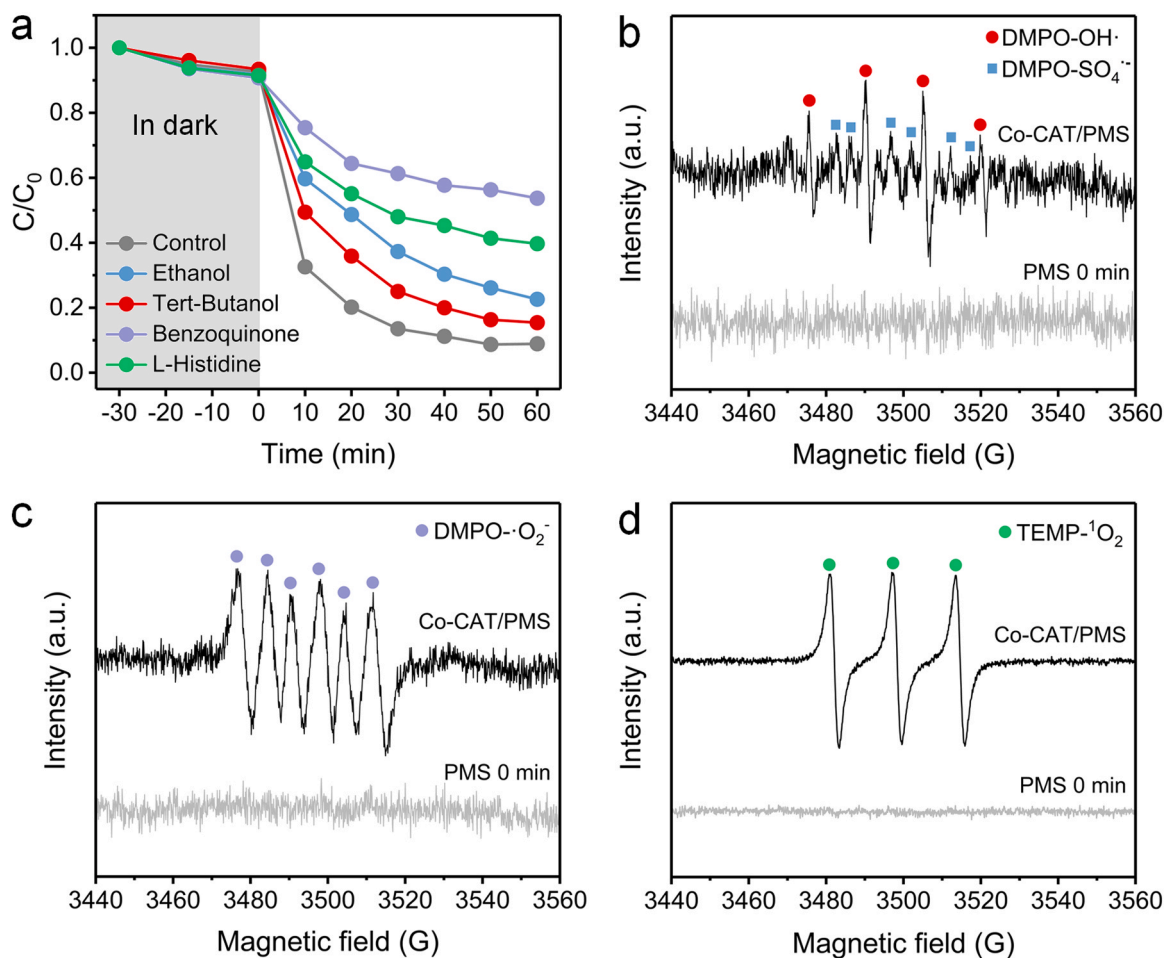 a
1.0
0.8
0.6
0.4
0.2
0.0
C/C0
In dark
Control
Ethanol
Tert-Butanol
Benzoquinone
L-Histidine
-30 -20 -10 0 10 20 30 40 50 60
Time (min)
b
DMPO-OH·
DMPO-SO4·-
Co-CAT/PMS
PMS 0 min
Intensity (a.u.)
3440 3460 3480 3500 3520 3540 3560
Magnetic field (G)
c
DMPO-·O2-
Co-CAT/PMS
PMS 0 min
Intensity (a.u.)
3440 3460 3480 3500 3520 3540 3560
Magnetic field (G)
d
TEMP-¹O2
Co-CAT/PMS
PMS 0 min
Intensity (a.u.)
3440 3460 3480 3500 3520 3540 3560
Magnetic field (G)